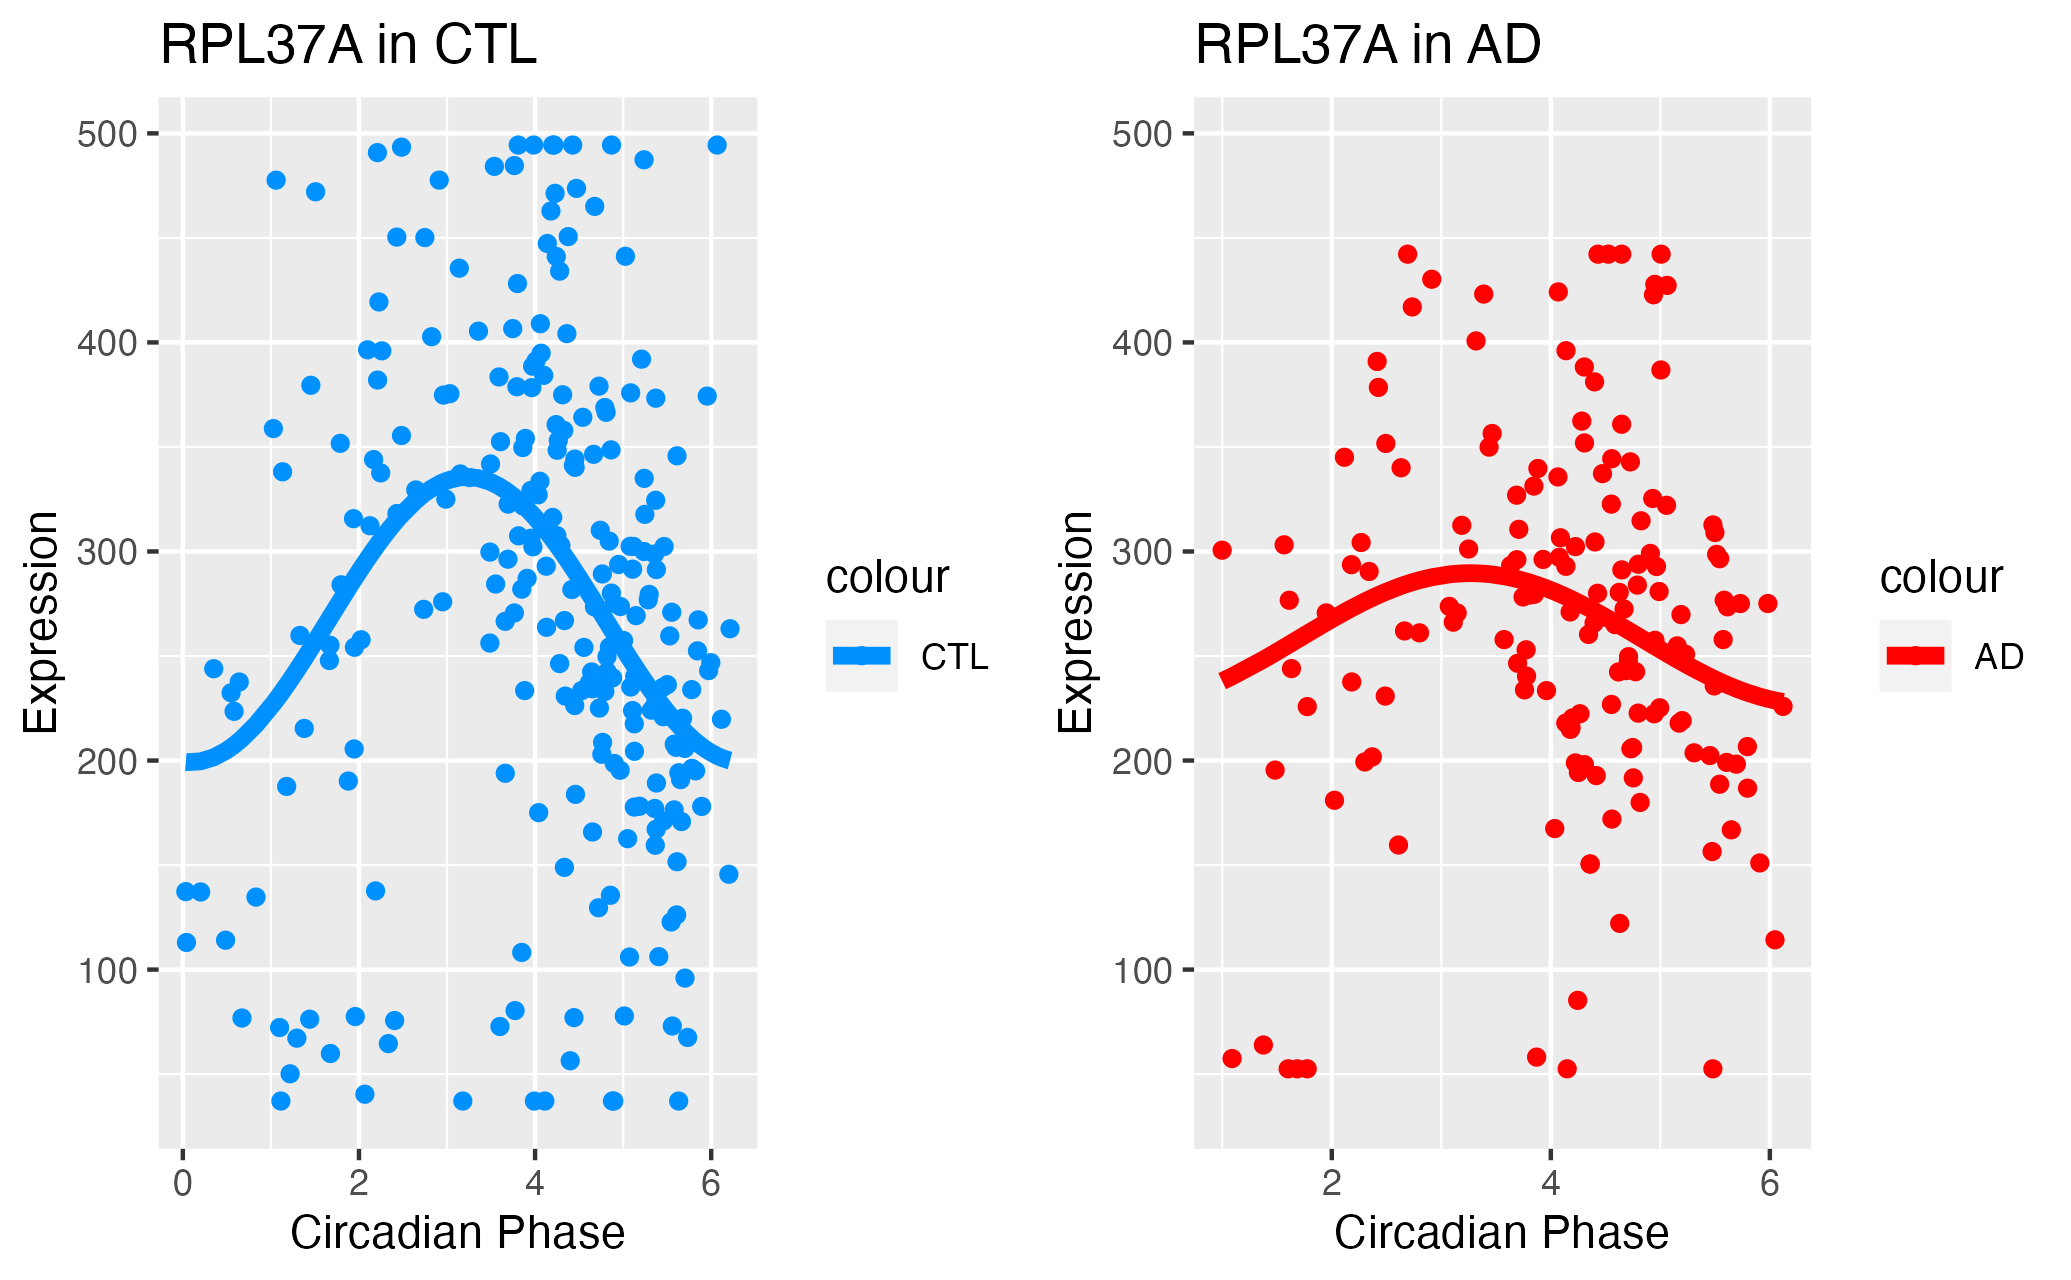 RPL37A in CTL
Expression
500
400
300
200
100
0 2 4 6
Circadian Phase
colour
CTL
RPL37A in AD
Expression
500
400
300
200
100
2 4 6
Circadian Phase
colour
AD